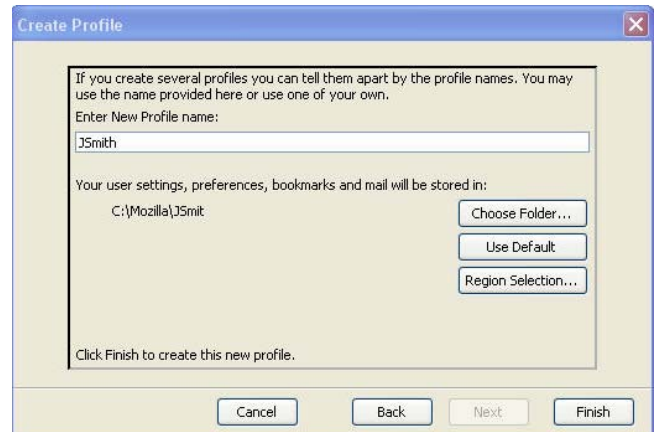 Create Profile
If you create several profiles you can tell them apart by the profile names. You may
use the name provided here or use one of your own.
Enter New Profile name:
JSmith
Your user settings, preferences, bookmarks and mail will be stored in:
C:\Mozilla\JSmit
Choose Folder...
Use Default
Region Selection...
Click Finish to create this new profile.
Cancel
Back
Next
Finish